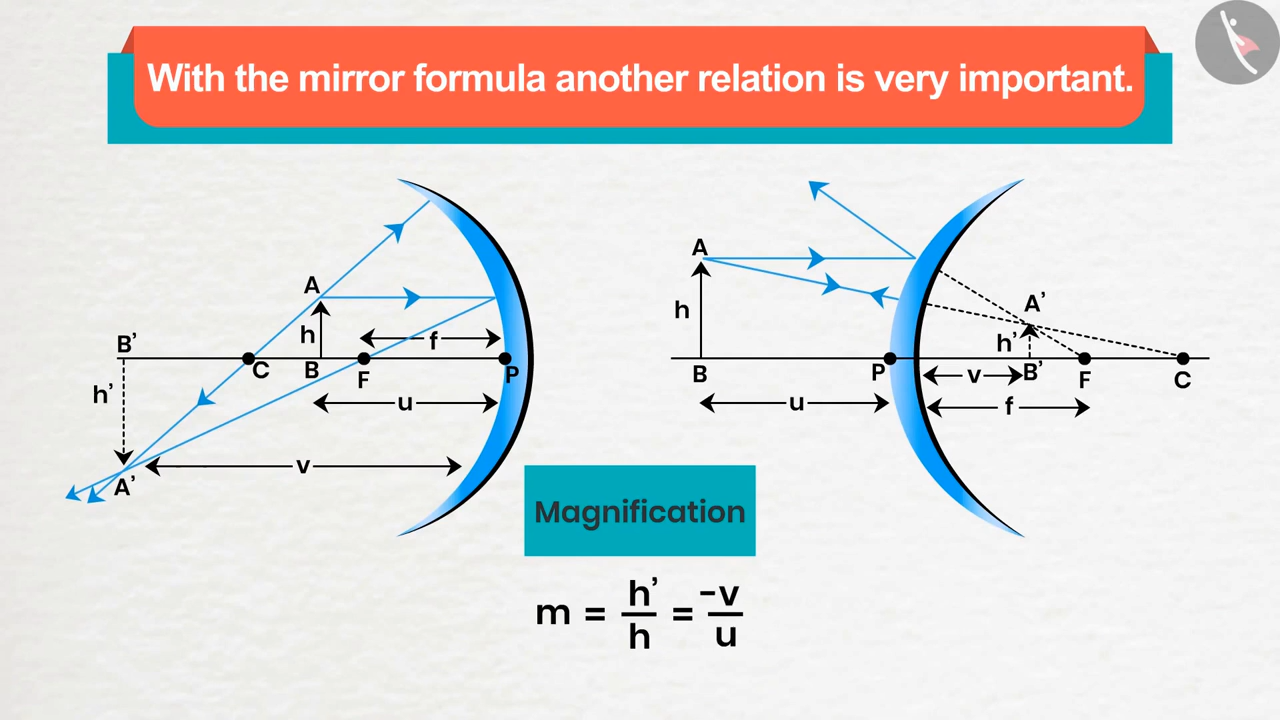 With the mirror formula another relation is very important.
A
h
B'
C
B
F
f
P
h'
u
v
A'
A
h
B
P
u
A'
h'
v
B'
F
C
f
Magnification
m = h'/h = -v/u